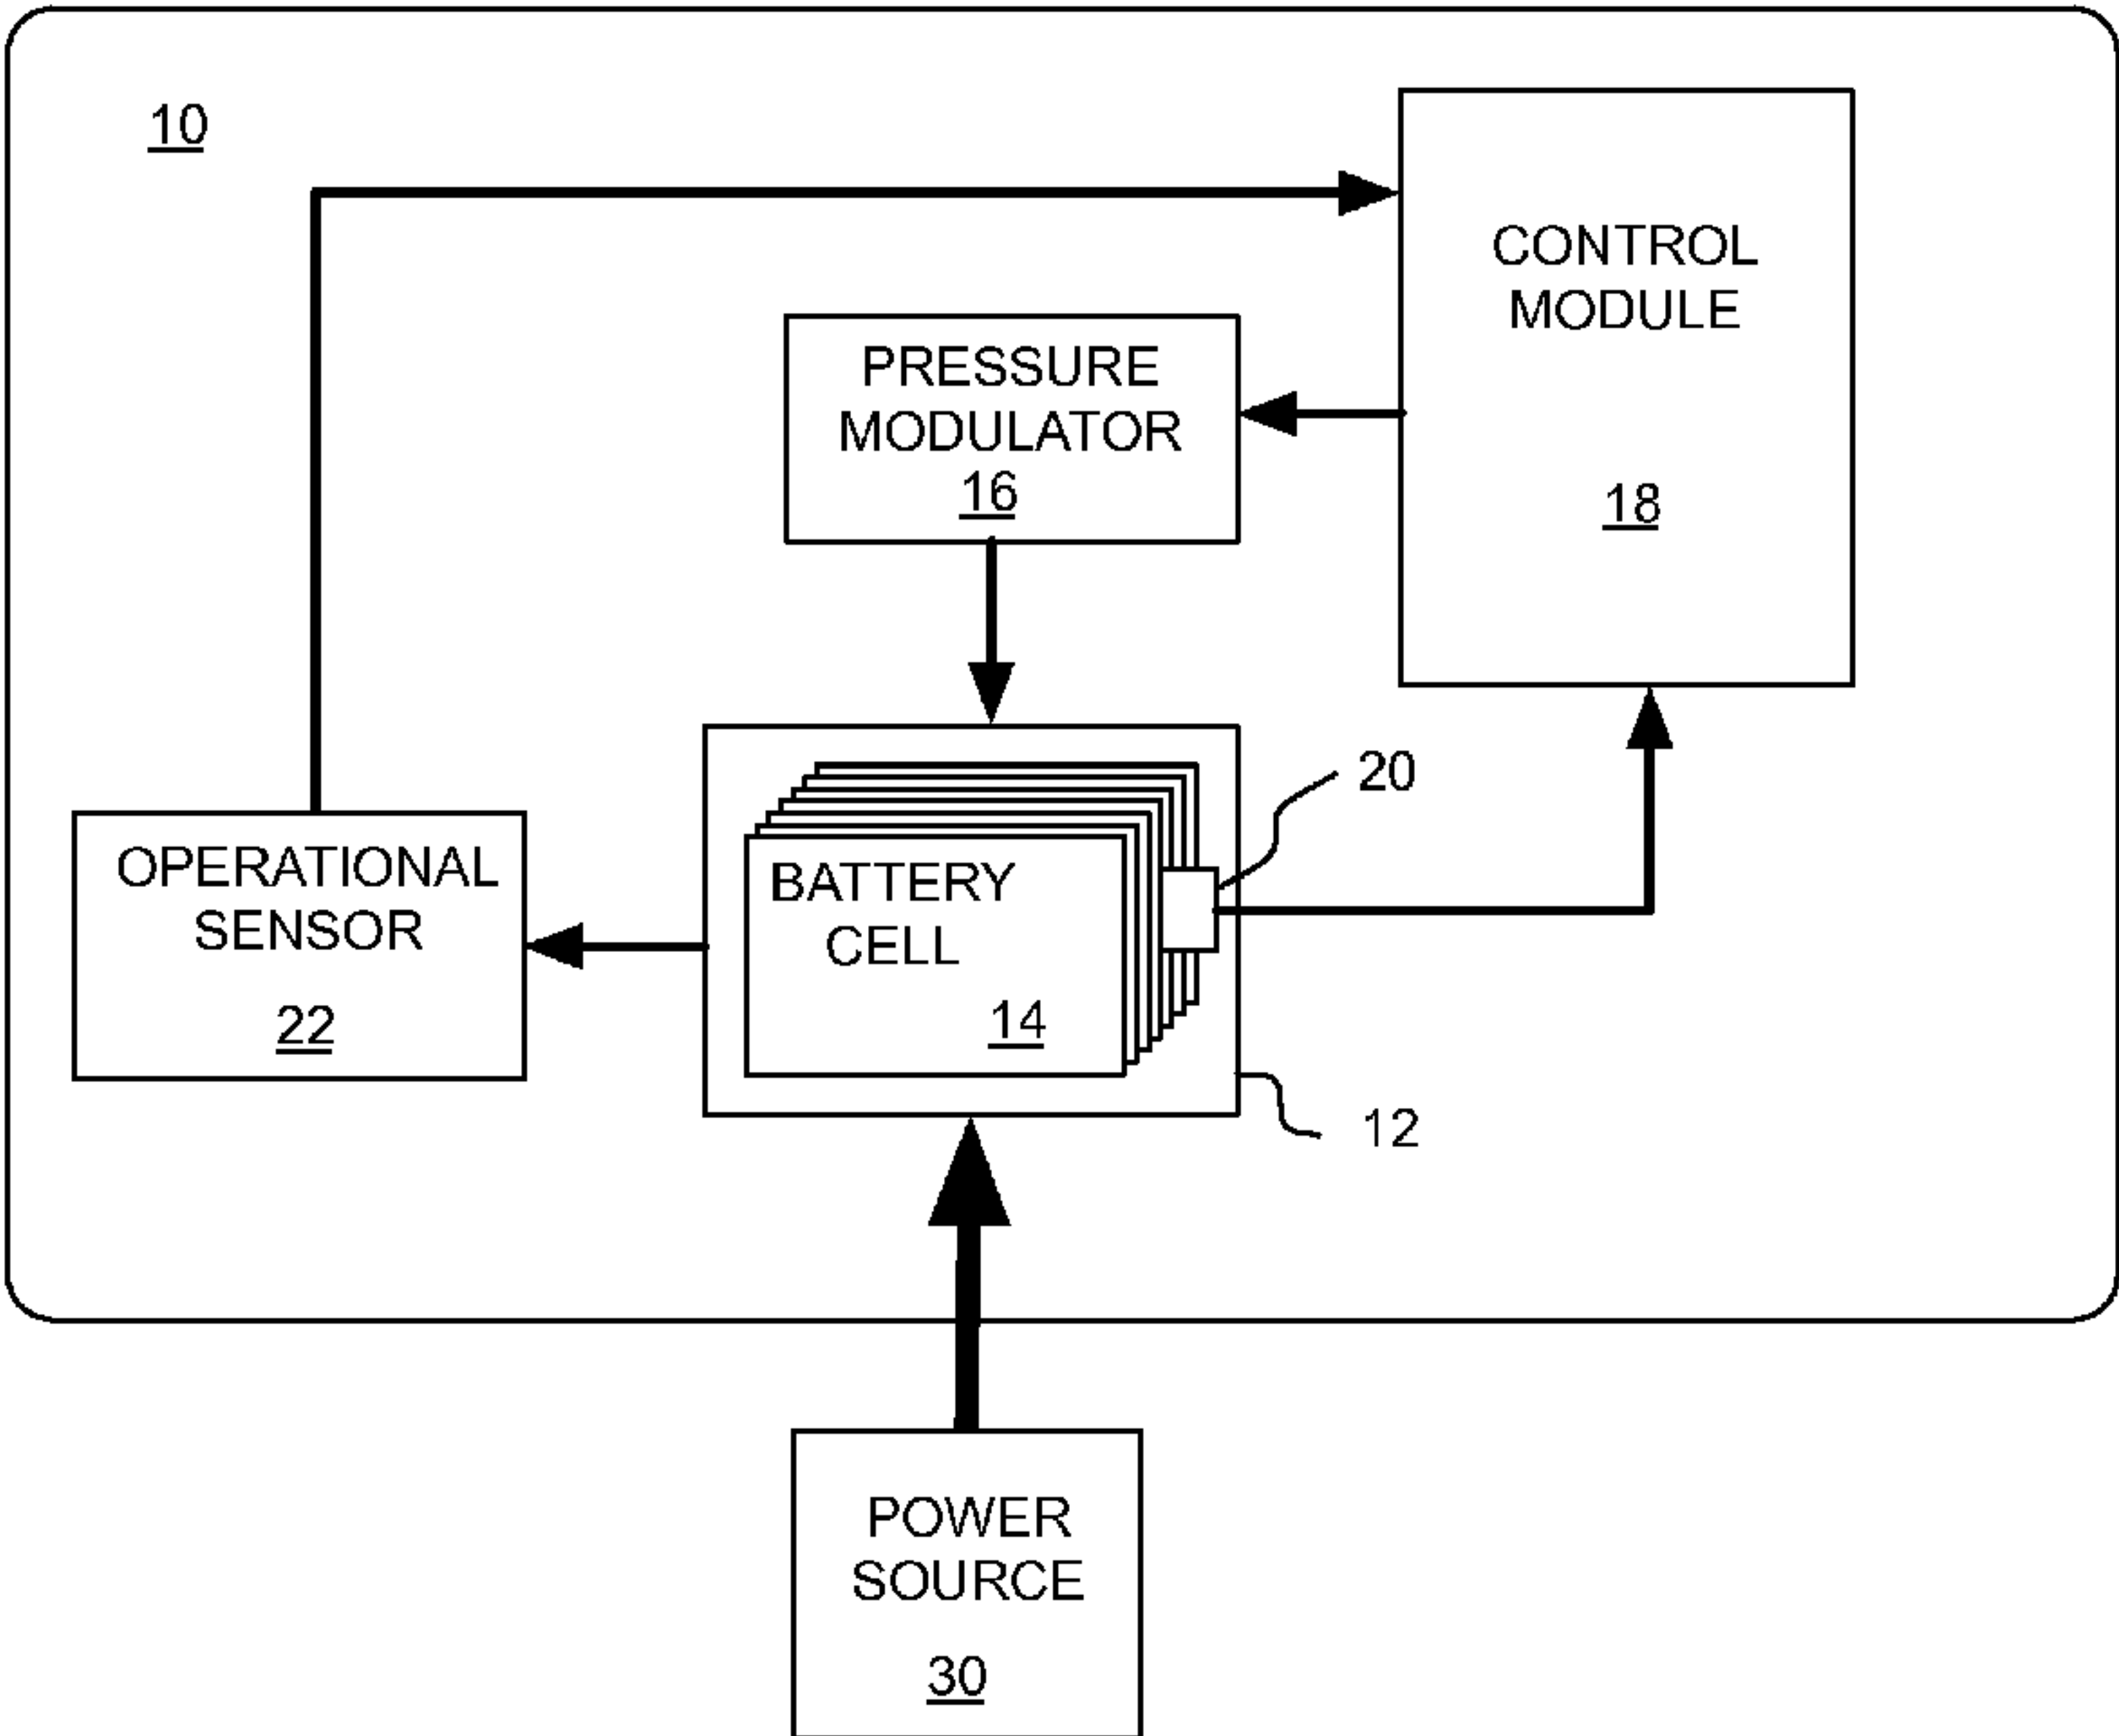 10
CONTROL
MODULE
18
PRESSURE
MODULATOR
16
20
OPERATIONAL
SENSOR
22
BATTERY
CELL
14
12
POWER
SOURCE
30